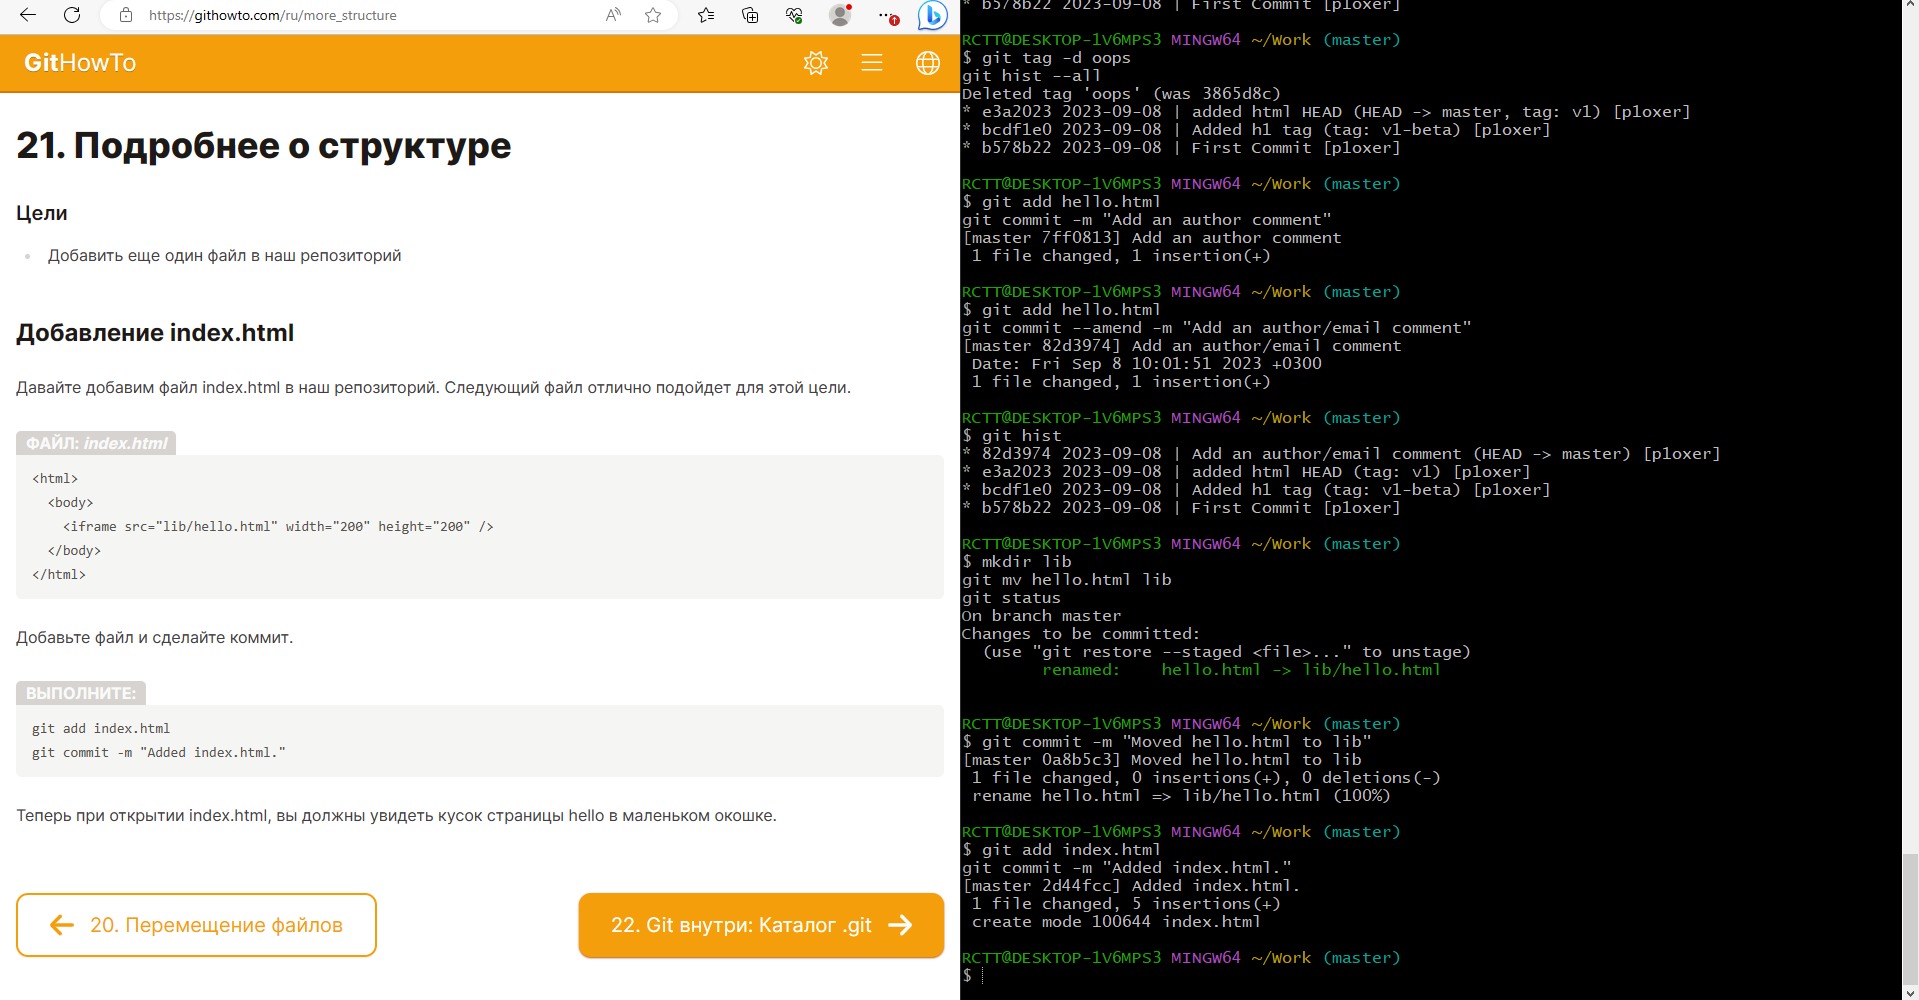 https://githowto.com/ru/more_structure
GitHowTo
21. Подробнее о структуре
Цели
Добавить еще один файл в наш репозиторий
Добавление index.html
Давайте добавим файл index.html в наш репозиторий. Следующий файл отлично подойдет для этой цели.
ФАЙЛ: index.html
<html>
  <body>
    <iframe src="lib/hello.html" width="200" height="200" />
  </body>
</html>
Добавьте файл и сделайте коммит.
ВЫПОЛНИТЕ:
git add index.html
git commit -m "Added index.html."
Теперь при открытии index.html, вы должны увидеть кусок страницы hello в маленьком окошке.
← 20. Перемещение файлов
22. Git внутри: Каталог .git →
* b578b22 2023-09-08 | First Commit [p1oxer]
RCTT@DESKTOP-1V6MPS3 MINGW64 ~/Work (master)
$ git tag -d oops
git hist --all
Deleted tag 'oops' (was 3865d8c)
* e3a2023 2023-09-08 | added html HEAD (HEAD -> master, tag: v1) [p1oxer]
* bcdf1e0 2023-09-08 | Added h1 tag (tag: v1-beta) [p1oxer]
* b578b22 2023-09-08 | First Commit [p1oxer]
RCTT@DESKTOP-1V6MPS3 MINGW64 ~/Work (master)
$ git add hello.html
git commit -m "Add an author comment"
[master 7ff0813] Add an author comment
 1 file changed, 1 insertion(+)
RCTT@DESKTOP-1V6MPS3 MINGW64 ~/Work (master)
$ git add hello.html
git commit --amend -m "Add an author/email comment"
[master 82d3974] Add an author/email comment
 Date: Fri Sep 8 10:01:51 2023 +0300
 1 file changed, 1 insertion(+)
RCTT@DESKTOP-1V6MPS3 MINGW64 ~/Work (master)
$ git hist
* 82d3974 2023-09-08 | Add an author/email comment (HEAD -> master) [p1oxer]
* e3a2023 2023-09-08 | added html HEAD (tag: v1) [p1oxer]
* bcdf1e0 2023-09-08 | Added h1 tag (tag: v1-beta) [p1oxer]
* b578b22 2023-09-08 | First Commit [p1oxer]
RCTT@DESKTOP-1V6MPS3 MINGW64 ~/Work (master)
$ mkdir lib
git mv hello.html lib
git status
On branch master
Changes to be committed:
  (use "git restore --staged <file>..." to unstage)
        renamed:    hello.html -> lib/hello.html
RCTT@DESKTOP-1V6MPS3 MINGW64 ~/Work (master)
$ git commit -m "Moved hello.html to lib"
[master 0a8b5c3] Moved hello.html to lib
 1 file changed, 0 insertions(+), 0 deletions(-)
 rename hello.html => lib/hello.html (100%)
RCTT@DESKTOP-1V6MPS3 MINGW64 ~/Work (master)
$ git add index.html
git commit -m "Added index.html."
[master 2d44fcc] Added index.html.
 1 file changed, 5 insertions(+)
 create mode 100644 index.html
RCTT@DESKTOP-1V6MPS3 MINGW64 ~/Work (master)
$